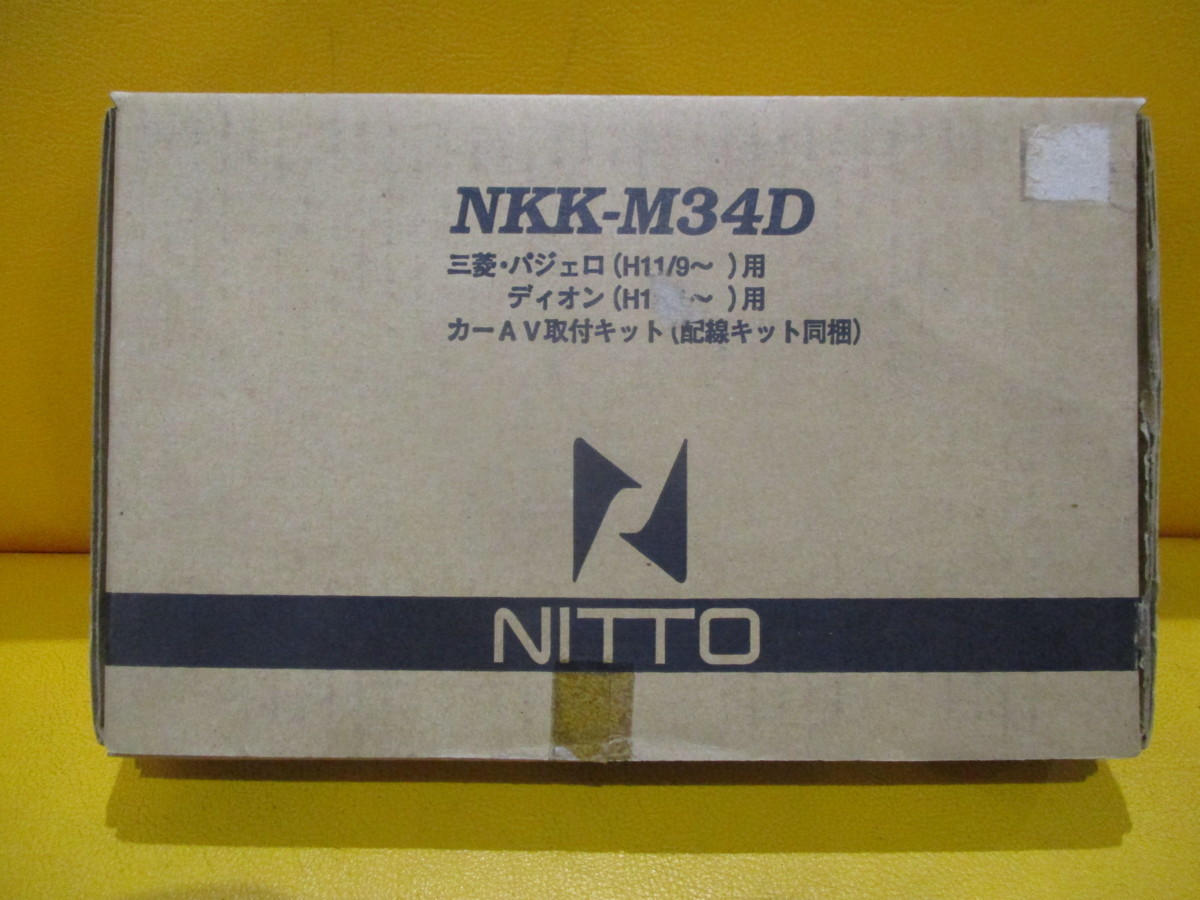 NKK-M34D
三菱・パジェロ(H11/9～ )用
ディオン( ～ )用
カーAV取付キット(配線キット同梱)
NITTO